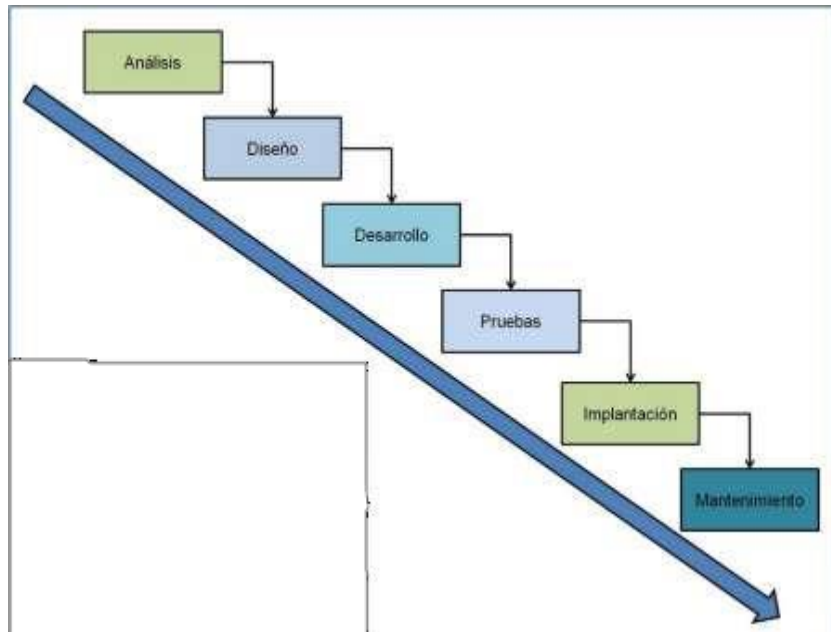 Análisis
Diseño
Desarrollo
Pruebas
Implantación
Mantenimiento